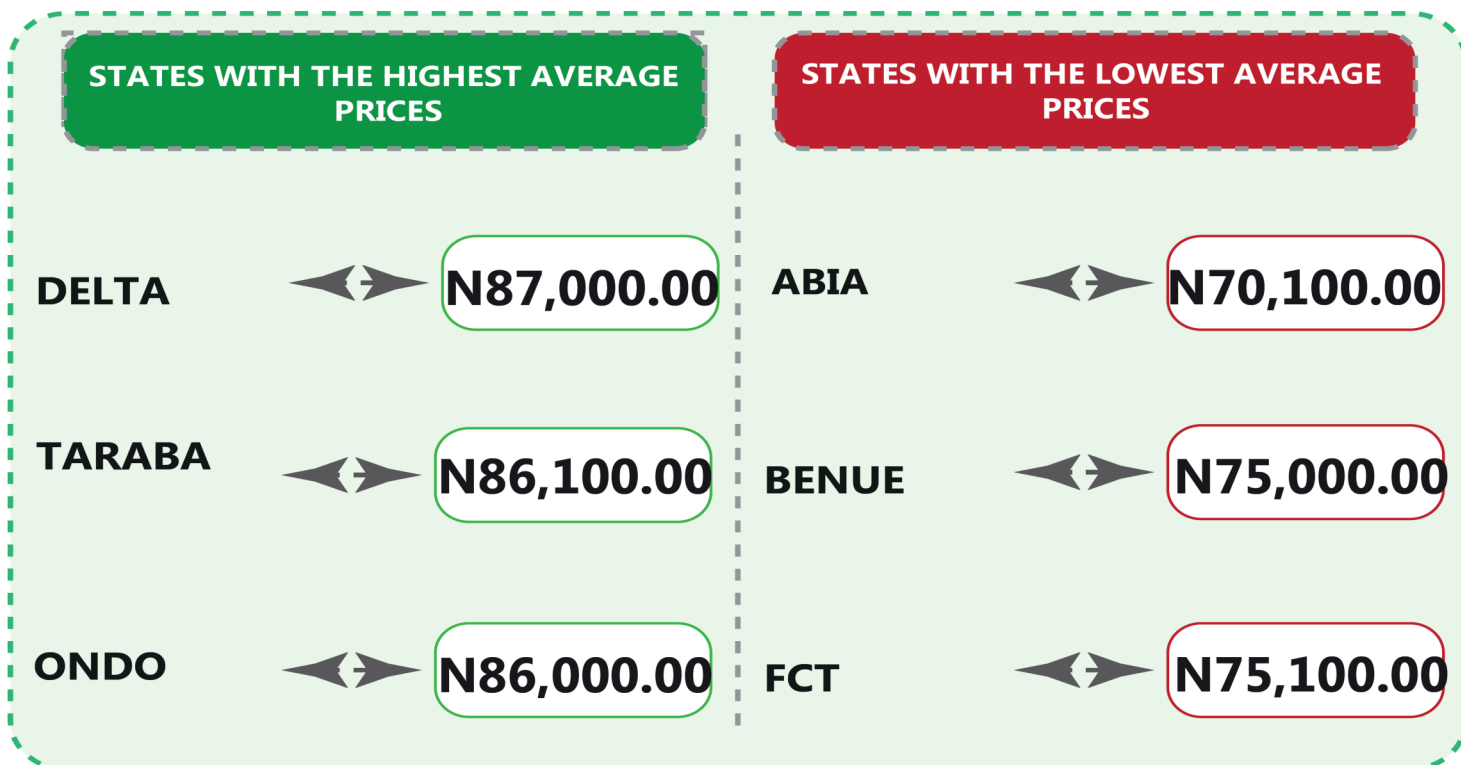 STATES WITH THE HIGHEST AVERAGE
PRICES
DELTA
N87,000.00
TARABA
N86,100.00
ONDO
N86,000.00
STATES WITH THE LOWEST AVERAGE
PRICES
ABIA
N70,100.00
BENUE
N75,000.00
FCT
N75,100.00